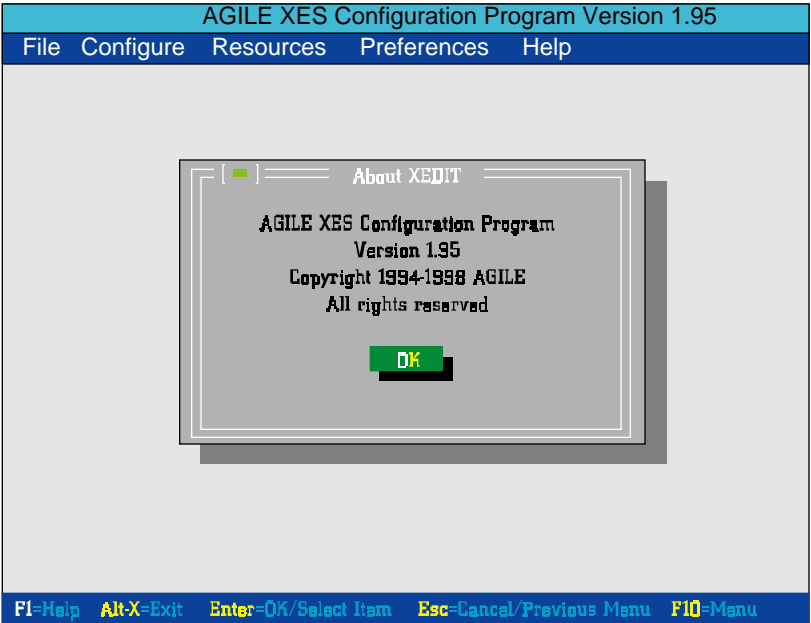 AGILE XES Configuration Program Version 1.95
File Configure Resources Preferences Help
[ ] About XEDIT
AGILE XES Configuration Program
Version 1.95
Copyright 1994-1998 AGILE
All rights reserved
OK
F1=Help Alt-X=Exit Enter=OK/Select Item Esc=Cancel/Previous Menu F10=Menu